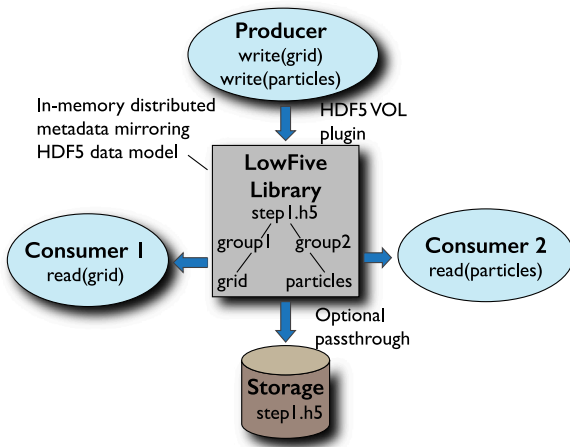 Producer
write(grid)
write(particles)
In-memory distributed
metadata mirroring
HDF5 data model
HDF5 VOL
plugin
LowFive
Library
step1.h5
group1 group2
grid particles
Consumer 1
read(grid)
Consumer 2
read(particles)
Optional
passthrough
Storage
step1.h5